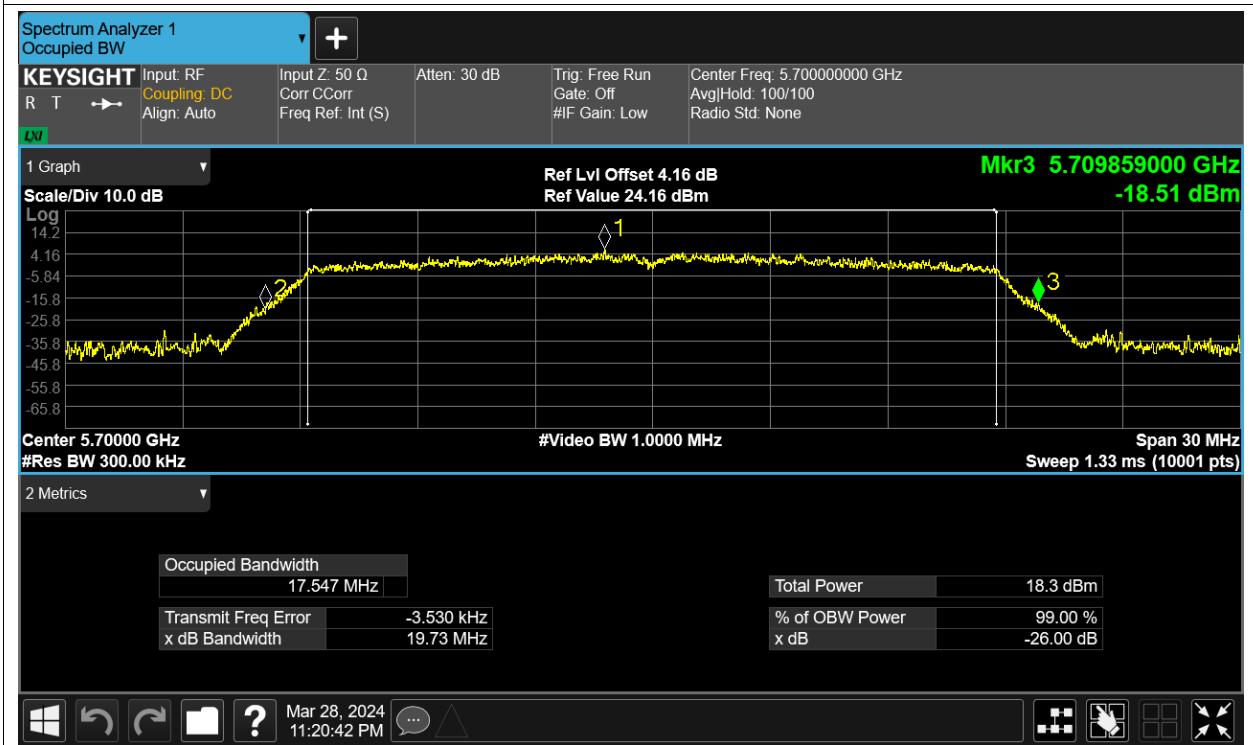 Spectrum Analyzer 1
Occupied BW
KEYSIGHT
R T
LXI
Input: RF
Coupling: DC
Align: Auto
Input Z: 50 Ω
Corr CCorr
Freq Ref: Int (S)
Atten: 30 dB
Trig: Free Run
Gate: Off
#IF Gain: Low
Center Freq: 5.700000000 GHz
Avg|Hold: 100/100
Radio Std: None
1 Graph
Scale/Div 10.0 dB
Ref Lvl Offset 4.16 dB
Ref Value 24.16 dBm
Mkr3 5.709859000 GHz
-18.51 dBm
Log
14.2
4.16
-5.84
-15.8
-25.8
-35.8
-45.8
-55.8
-65.8
1
2
3
Center 5.70000 GHz
#Res BW 300.00 kHz
#Video BW 1.0000 MHz
Span 30 MHz
Sweep 1.33 ms (10001 pts)
2 Metrics
Occupied Bandwidth
17.547 MHz
Transmit Freq Error -3.530 kHz
x dB Bandwidth 19.73 MHz
Total Power 18.3 dBm
% of OBW Power 99.00 %
x dB -26.00 dB
?
Mar 28, 2024
11:20:42 PM